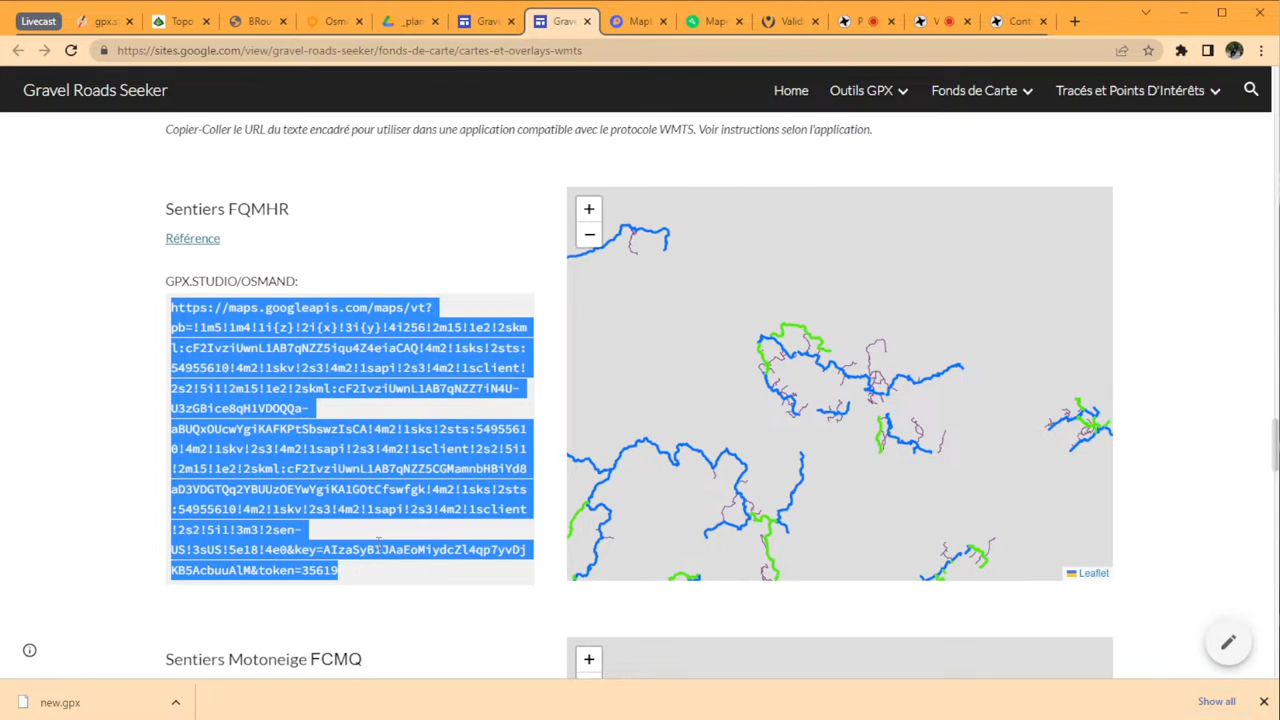 Livecast
gpx.s
Topo
BRou
Osm
_plan
Grave
Grave
Mapl
Map
Valid
P
V
Cont
https://sites.google.com/view/gravel-roads-seeker/fonds-de-carte/cartes-et-overlays-wmts
Gravel Roads Seeker
Home
Outils GPX
Fonds de Carte
Tracés et Points D'Intérêts
Copier-Coller le URL du texte encadré pour utiliser dans une application compatible avec le protocole WMTS. Voir instructions selon l'application.
Sentiers FQMHR
Référence
GPX.STUDIO/OSMAND:
https://maps.googleapis.com/maps/vt?
pb=!1m5!1m4!1i{z}!2i{x}!3i{y}!4i256!2m15!1e2!2skm
l:cF2IvziUwnL1AB7qNZZ5iqu4Z4eiaCAQ!4m2!1sks!2sts:
54955610!4m2!1skv!2s3!4m2!1sapi!2s3!4m2!1sclient!
2s2!5i1!2m15!1e2!2skml:cF2IvziUwnL1AB7qNZZ7iN4U-
U3zGBice8qH1VDOQQa-
aBUQxOUcwYgiKAFKPtSbswzIsCA!4m2!1sks!2sts:5495561
0!4m2!1skv!2s3!4m2!1sapi!2s3!4m2!1sclient!2s2!5i1
!2m15!1e2!2skml:cF2IvziUwnL1AB7qNZZ5CGMamnbHBiYd8
aD3VDGTQq2YBUUzOEYwYgiKA1GOtCfswfgk!4m2!1sks!2sts
:54955610!4m2!1skv!2s3!4m2!1sapi!2s3!4m2!1sclient
!2s2!5i1!3m3!2sen-
US!3sUS!5e18!4e0&key=AIzaSyBIJAaEoMiydcZl4qp7yvDj
KB5AcbuuAlM&token=35619
+
−
Leaflet
Sentiers Motoneige FCMQ
+
new.gpx
Show all